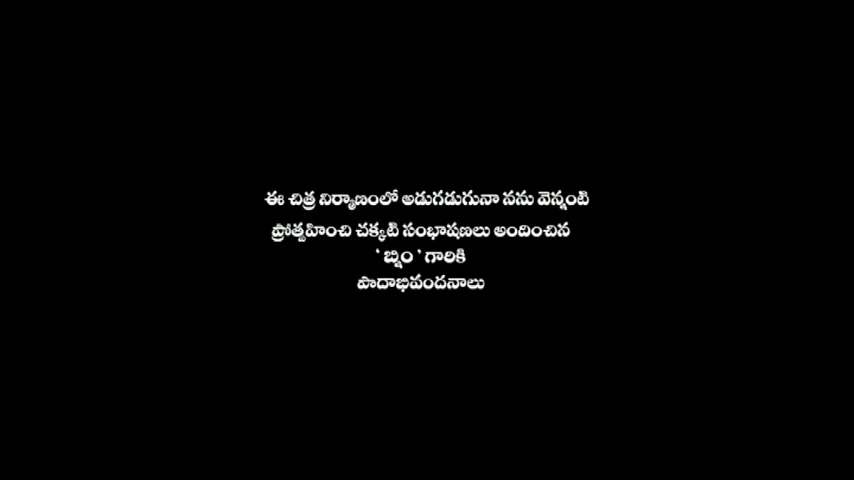 ఈ చిత్ర నిర్మాణంలో అడుగడుగునా నను వెన్నంటి
ప్రోత్సహించి చక్కటి సంభాషణలు అందించిన
‘ బ్నిం ’ గారికి
పాదాభివందనాలు